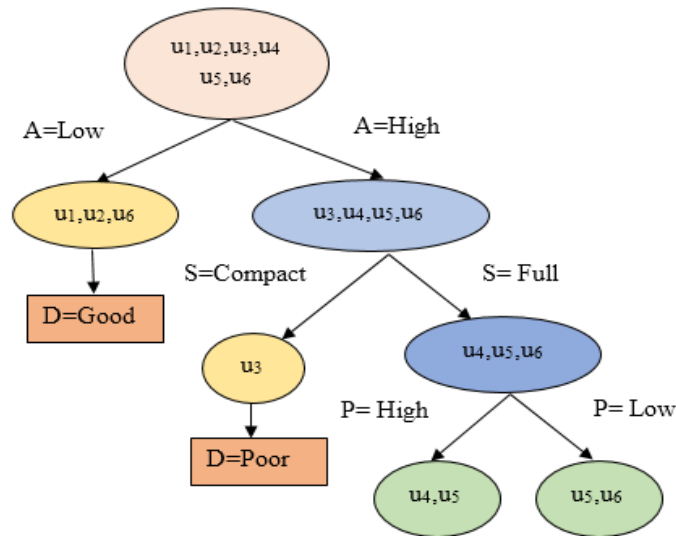 u1,u2,u3,u4
u5,u6
A=Low
A=High
u1,u2,u6
u3,u4,u5,u6
S=Compact
S= Full
D=Good
u3
u4,u5,u6
P= High
P= Low
D=Poor
u4,u5
u5,u6